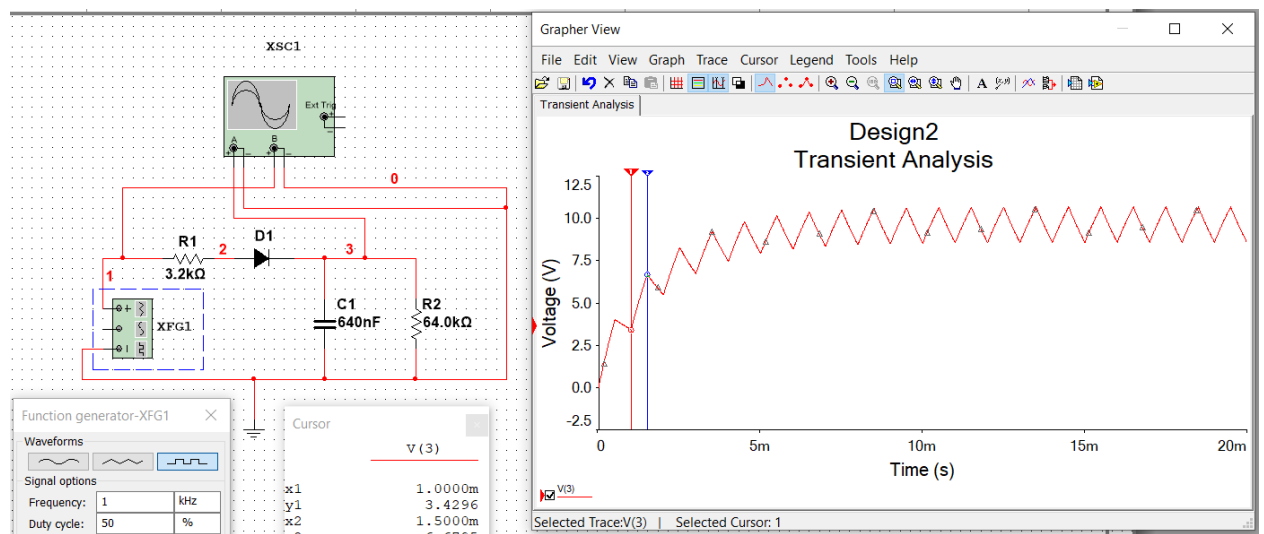 XSC1
Ext Trig
+
−
A
B
+ − + −
0
R1
2
D1
3
3.2kΩ
1
C1
R2
640nF
64.0kΩ
XFG1
Function generator-XFG1
Waveforms
Signal options
Frequency: 1 kHz
Duty cycle: 50 %
Cursor
V(3)
x1 1.0000m
y1 3.4296
x2 1.5000m
Grapher View
File Edit View Graph Trace Cursor Legend Tools Help
Transient Analysis
Design2
Transient Analysis
12.5
10.0
7.5
5.0
2.5
0.0
-2.5
Voltage (V)
0 5m 10m 15m 20m
Time (s)
V(3)
Selected Trace:V(3) | Selected Cursor: 1